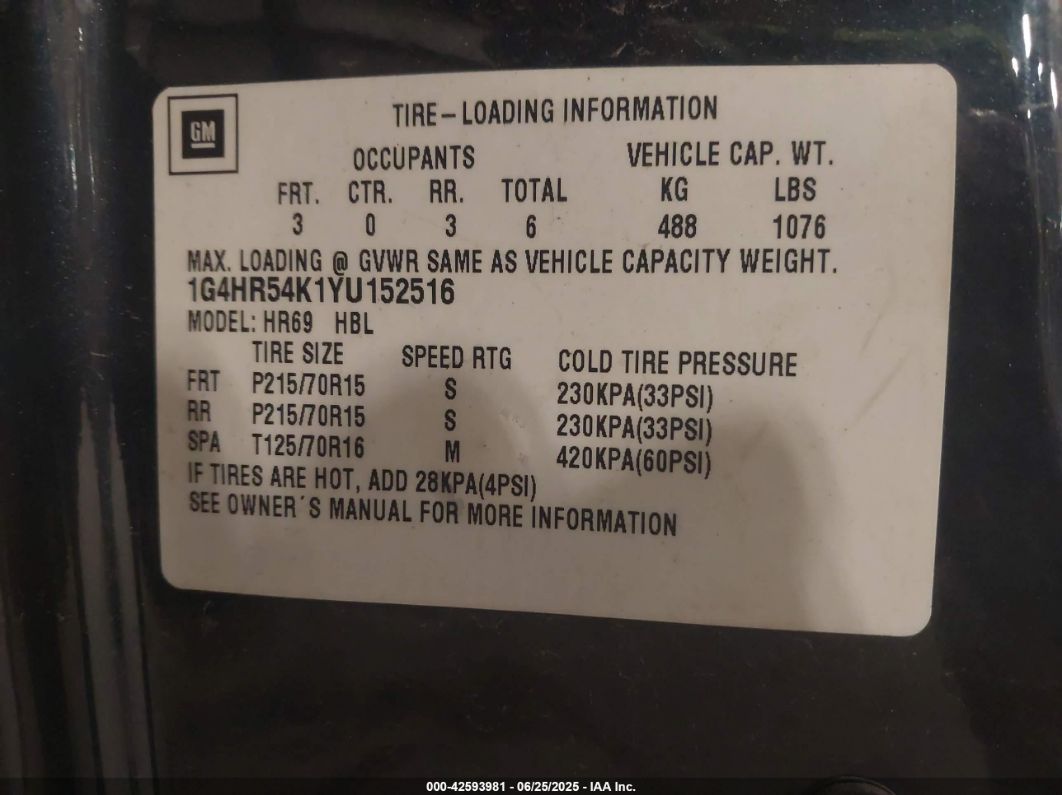 GM
TIRE-LOADING INFORMATION
OCCUPANTS VEHICLE CAP. WT.
FRT. CTR. RR. TOTAL KG LBS
3 0 3 6 488 1076
MAX. LOADING @ GVWR SAME AS VEHICLE CAPACITY WEIGHT.
1G4HR54K1YU152516
MODEL: HR69 HBL
TIRE SIZE SPEED RTG COLD TIRE PRESSURE
FRT P215/70R15 S 230KPA(33PSI)
RR P215/70R15 S 230KPA(33PSI)
SPA T125/70R16 M 420KPA(60PSI)
IF TIRES ARE HOT, ADD 28KPA(4PSI)
SEE OWNER´S MANUAL FOR MORE INFORMATION
000-42593981 - 06/25/2025 - IAA Inc.